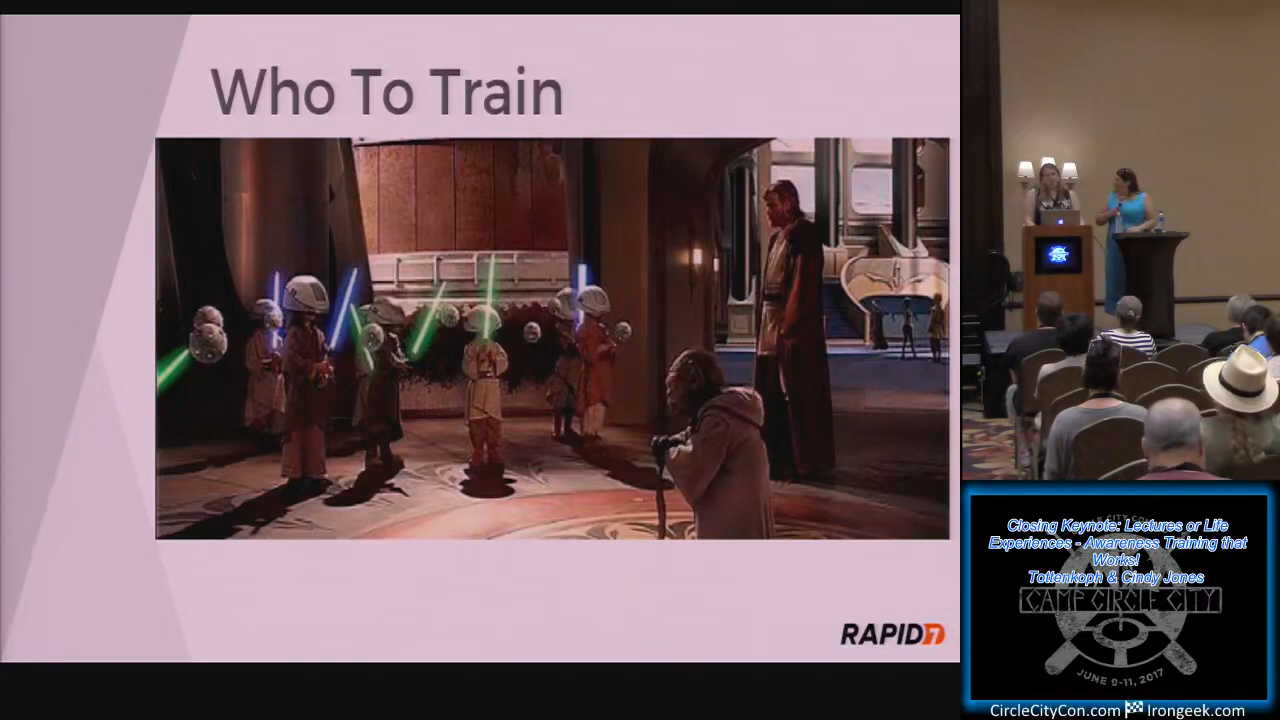 Who To Train
RAPID7
Closing Keynote: Lectures or Life
Experiences - Awareness Training that
Works!
Tottenkoph & Cindy Jones
CAMP CIRCLE CITY
JUNE 9-11, 2017
CircleCityCon.com Irongeek.com